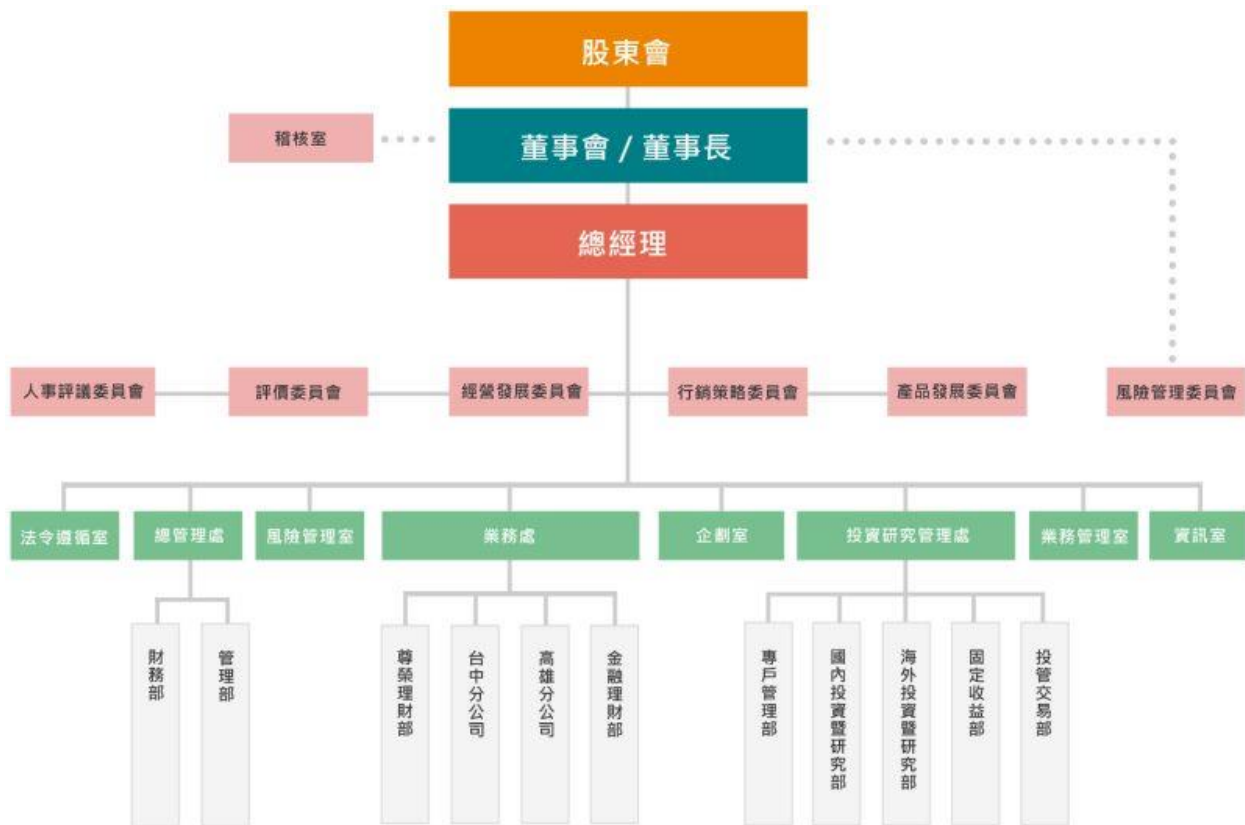 股東會
稽核室
董事會 / 董事長
總經理
人事評議委員會
評價委員會
經營發展委員會
行銷策略委員會
產品發展委員會
風險管理委員會
法令遵循室
總管理處
風險管理室
業務處
企劃室
投資研究管理處
業務管理室
資訊室
財務部
管理部
尊榮理財部
台中分公司
高雄分公司
金融理財部
專戶管理部
國內投資暨研究部
海外投資暨研究部
固定收益部
投管交易部